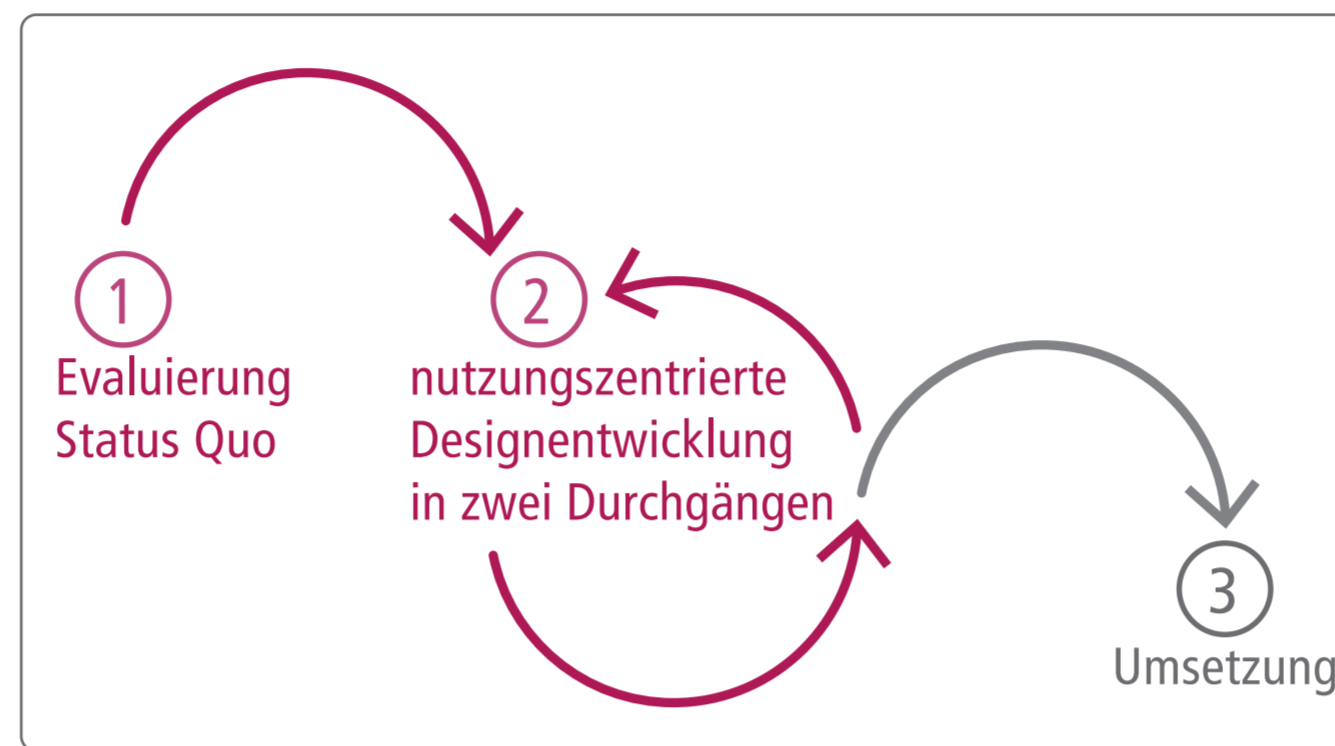 1
Evaluierung
Status Quo
2
nutzungszentrierte
Designentwicklung
in zwei Durchgängen
3
Umsetzung